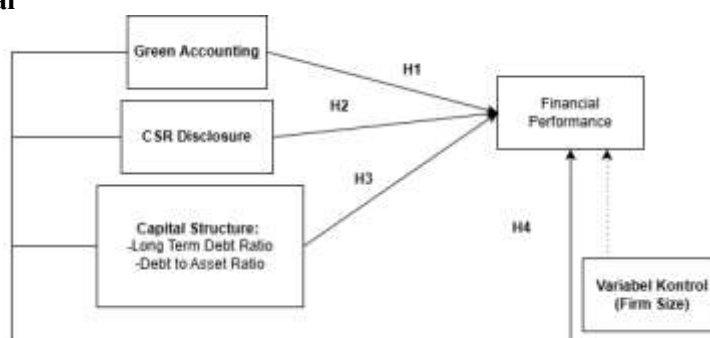 al
Green Accounting
H1
Financial
Performance
H2
CSR Disclosure
H3
Capital Structure:
-Long Term Debt Ratio
-Debt to Asset Ratio
H4
Variabel Kontrol
(Firm Size)